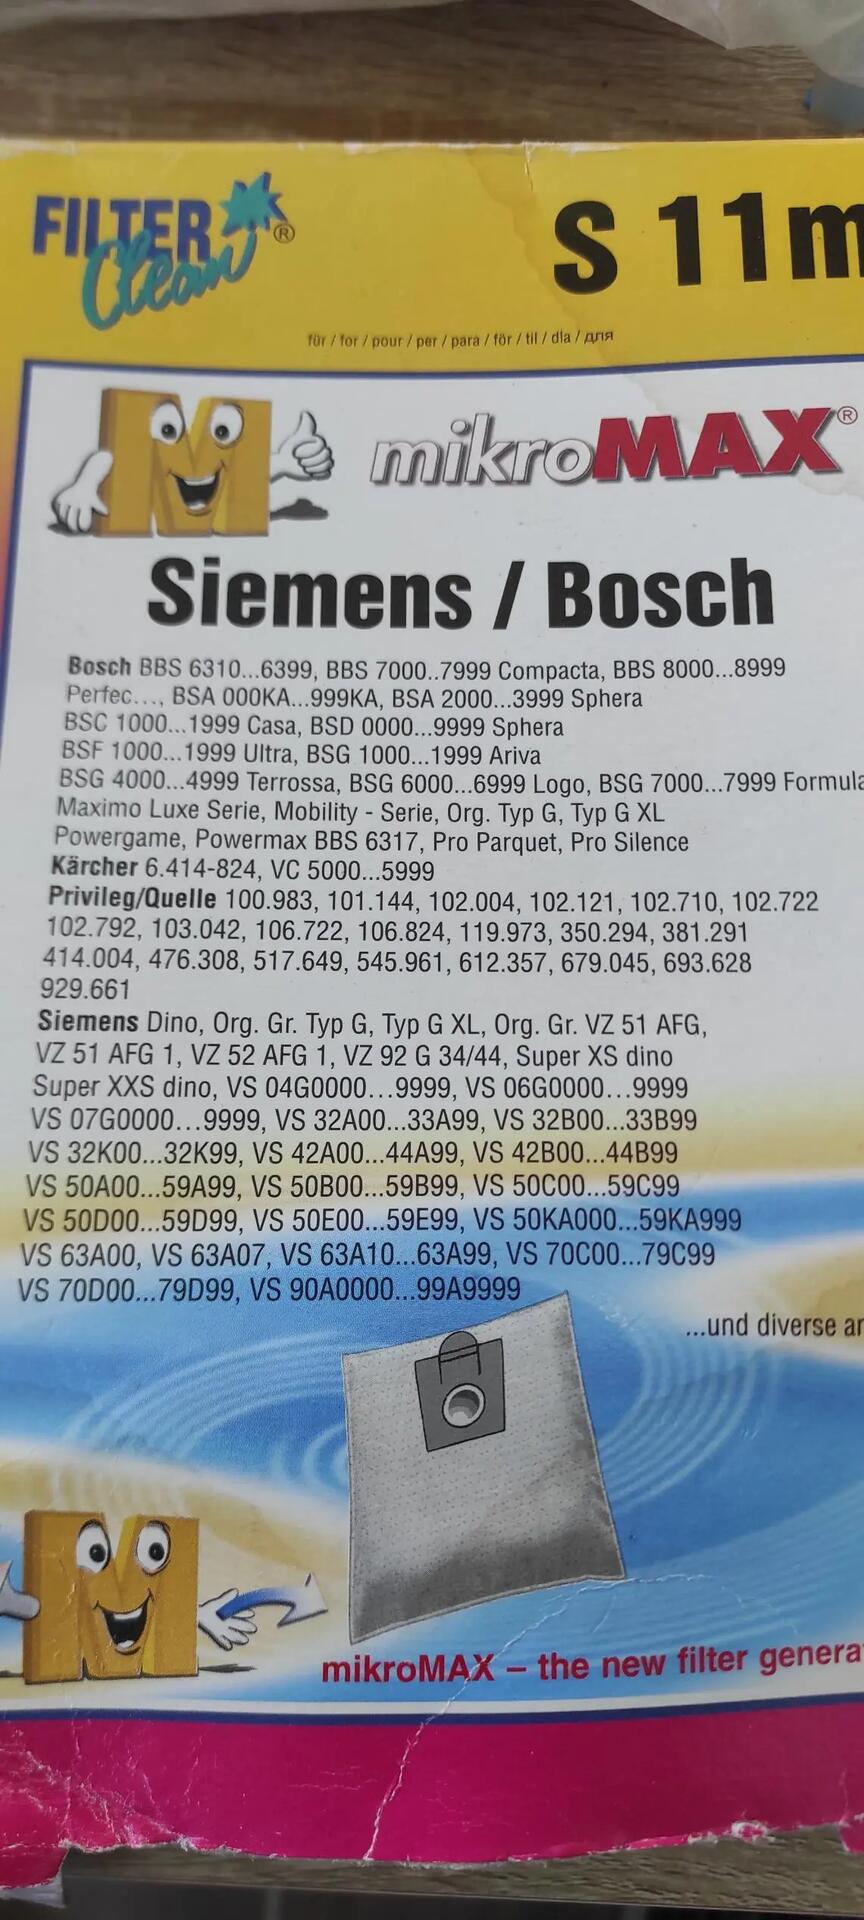 FILTER Clean ®
S 11m
für / for / pour / per / para / för / til / dla / для
mikroMAX®
Siemens / Bosch
Bosch BBS 6310...6399, BBS 7000..7999 Compacta, BBS 8000...8999
Perfec..., BSA 000KA...999KA, BSA 2000...3999 Sphera
BSC 1000...1999 Casa, BSD 0000...9999 Sphera
BSF 1000...1999 Ultra, BSG 1000...1999 Ariva
BSG 4000...4999 Terrossa, BSG 6000...6999 Logo, BSG 7000...7999 Formula
Maximo Luxe Serie, Mobility - Serie, Org. Typ G, Typ G XL
Powergame, Powermax BBS 6317, Pro Parquet, Pro Silence
Kärcher 6.414-824, VC 5000...5999
Privileg/Quelle 100.983, 101.144, 102.004, 102.121, 102.710, 102.722
102.792, 103.042, 106.722, 106.824, 119.973, 350.294, 381.291
414.004, 476.308, 517.649, 545.961, 612.357, 679.045, 693.628
929.661
Siemens Dino, Org. Gr. Typ G, Typ G XL, Org. Gr. VZ 51 AFG,
VZ 51 AFG 1, VZ 52 AFG 1, VZ 92 G 34/44, Super XS dino
Super XXS dino, VS 04G0000...9999, VS 06G0000...9999
VS 07G0000...9999, VS 32A00...33A99, VS 32B00...33B99
VS 32K00...32K99, VS 42A00...44A99, VS 42B00...44B99
VS 50A00...59A99, VS 50B00...59B99, VS 50C00...59C99
VS 50D00...59D99, VS 50E00...59E99, VS 50KA000...59KA999
VS 63A00, VS 63A07, VS 63A10...63A99, VS 70C00...79C99
VS 70D00...79D99, VS 90A0000...99A9999
...und diverse an
mikroMAX – the new filter genera